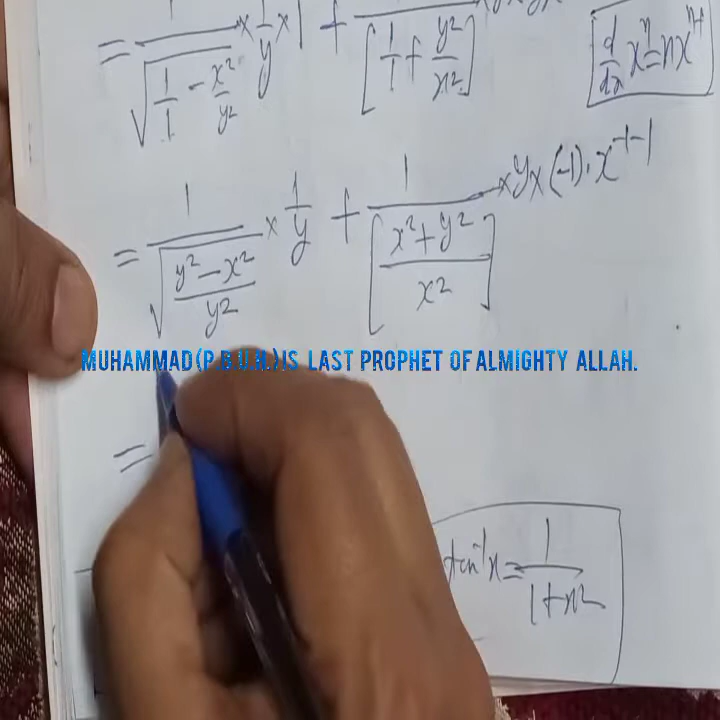 = 1/√(1/1 - x²/y²) × 1/y × 1 + 1/[1/1 + y²/x²]
d/dx xⁿ = nxⁿ⁻¹
= 1/√((y² - x²)/y²) × 1/y + 1/[(x² + y²)/x²] × y × (-1) · x⁻¹⁻¹
MUHAMMAD(P.B.U.H.)IS LAST PROPHET OF ALMIGHTY ALLAH.
=
tan⁻¹x = 1/(1+x²)